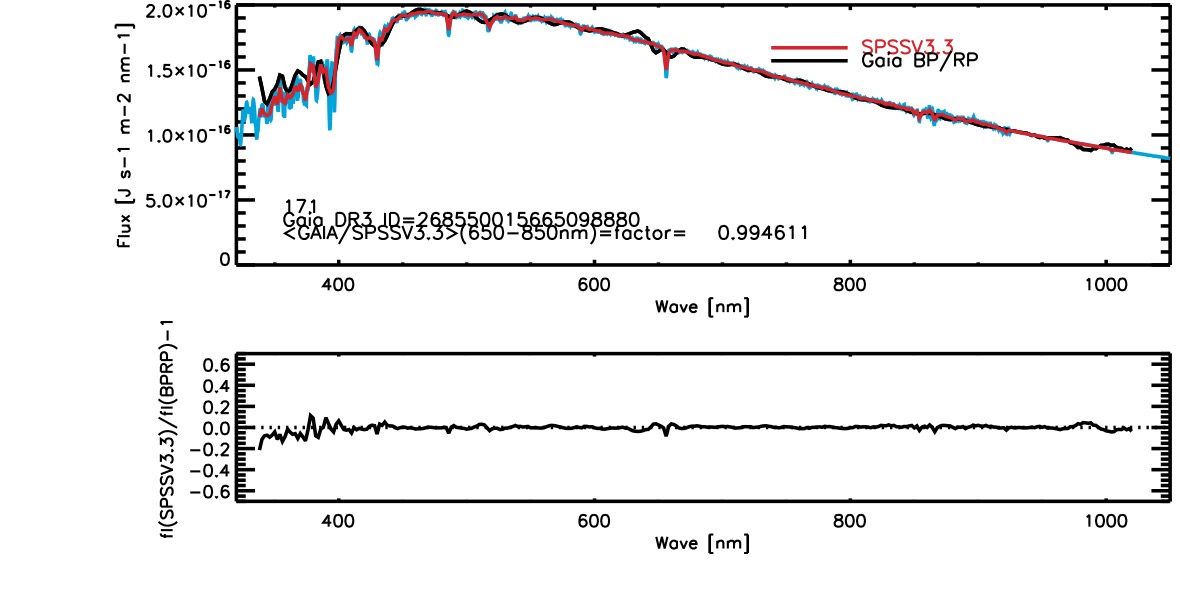 2.0×10−16
1.5×10−16
1.0×10−16
5.0×10−17
0
Flux [J s−1 m−2 nm−1]
SPSSV3.3
Gaia BP/RP
171
Gaia DR3 ID=268550015665098880
<GAIA/SPSSV3.3>(650−850nm)=factor= 0.994611
400 600 800 1000
Wave [nm]
fl(SPSSV3.3)/fl(BPRP)−1
0.6
0.4
0.2
0.0
−0.2
−0.4
−0.6
400 600 800 1000
Wave [nm]